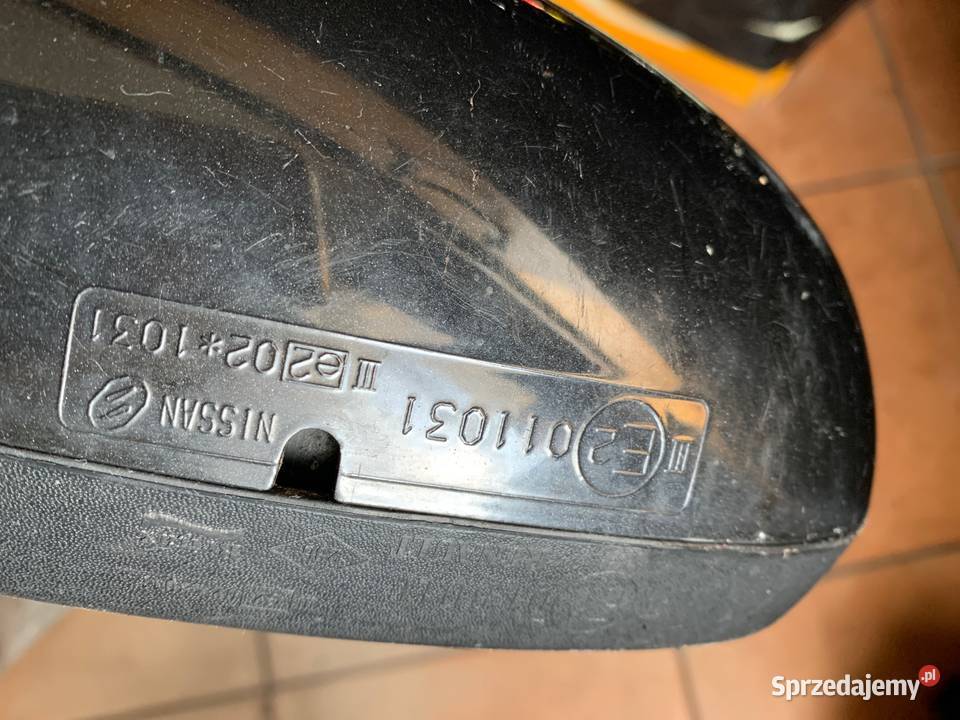 III E2 011031
III e2 02*1031
NISSAN
Sprzedajemy.pl